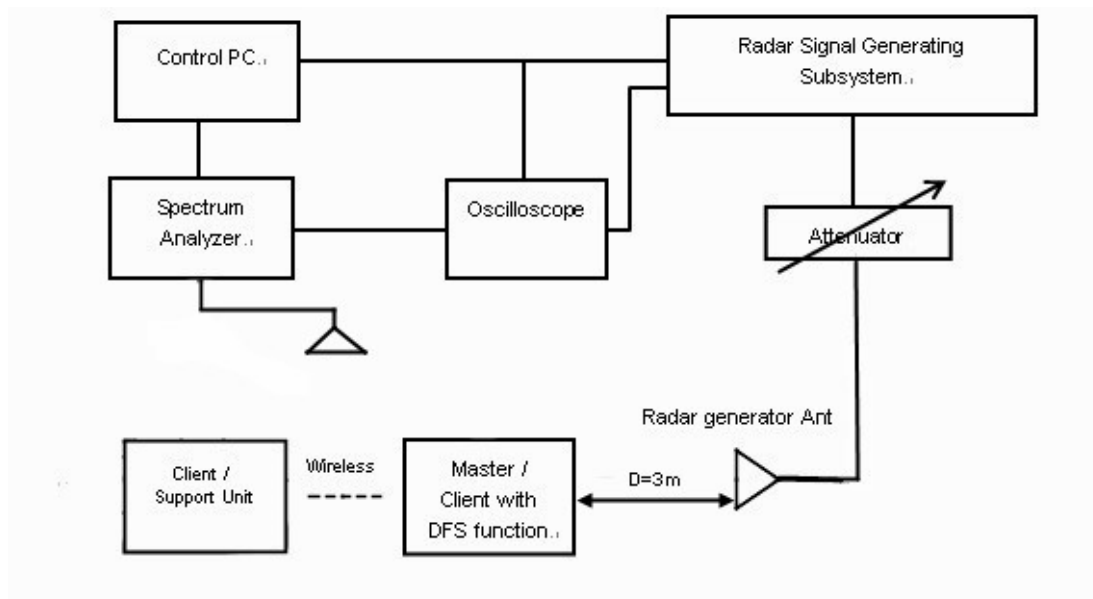 Control PC
Radar Signal Generating
Subsystem
Spectrum
Analyzer
Oscilloscope
Attenuator
Radar generator Ant
Client /
Support Unit
Wireless
Master /
Client with
DFS function
D=3m